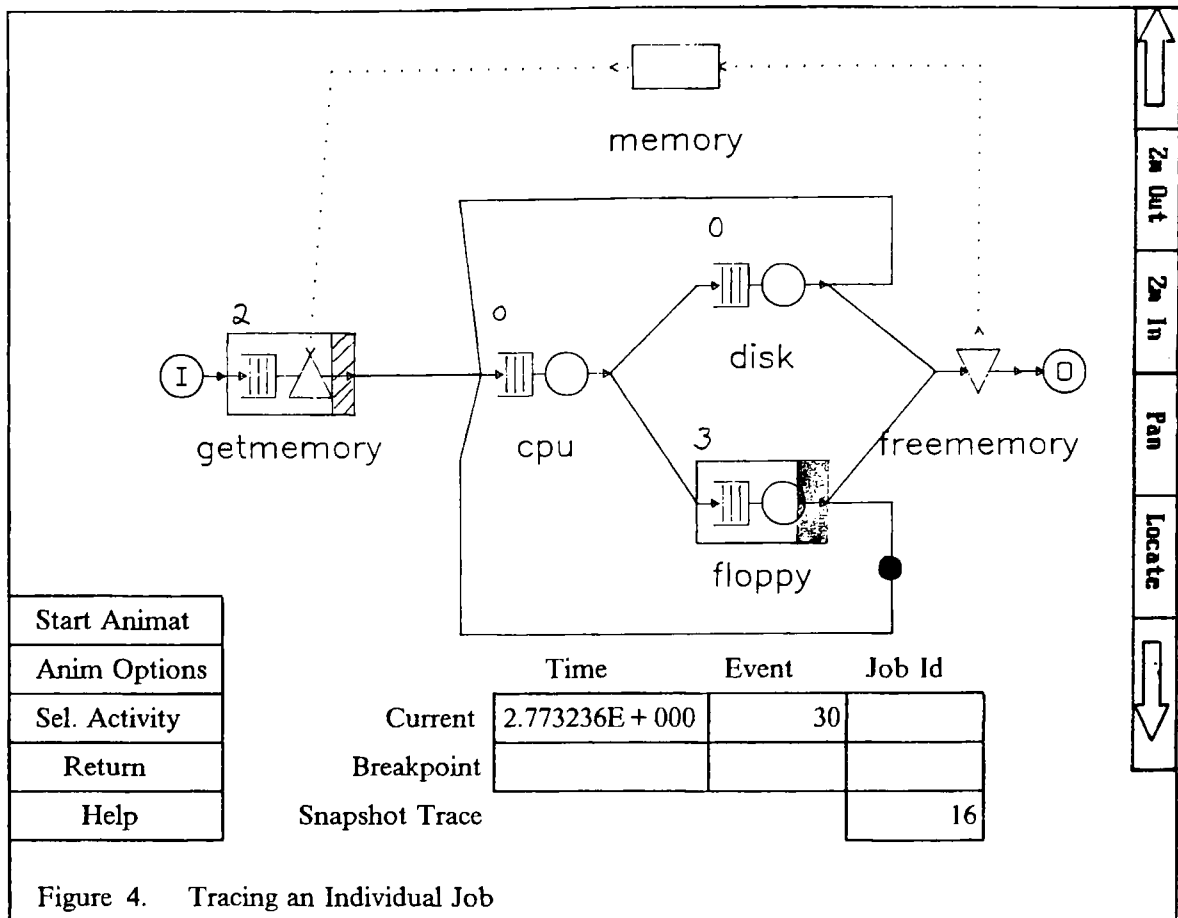 memory
0
disk
2
I
getmemory
0
cpu
freememory
O
3
floppy
Zm Out
Zm In
Pan
Locate
Start Animat
Anim Options
Sel. Activity
Return
Help
Time Event Job Id
Current 2.773236E + 000 30
Breakpoint
Snapshot Trace 16
Figure 4. Tracing an Individual Job